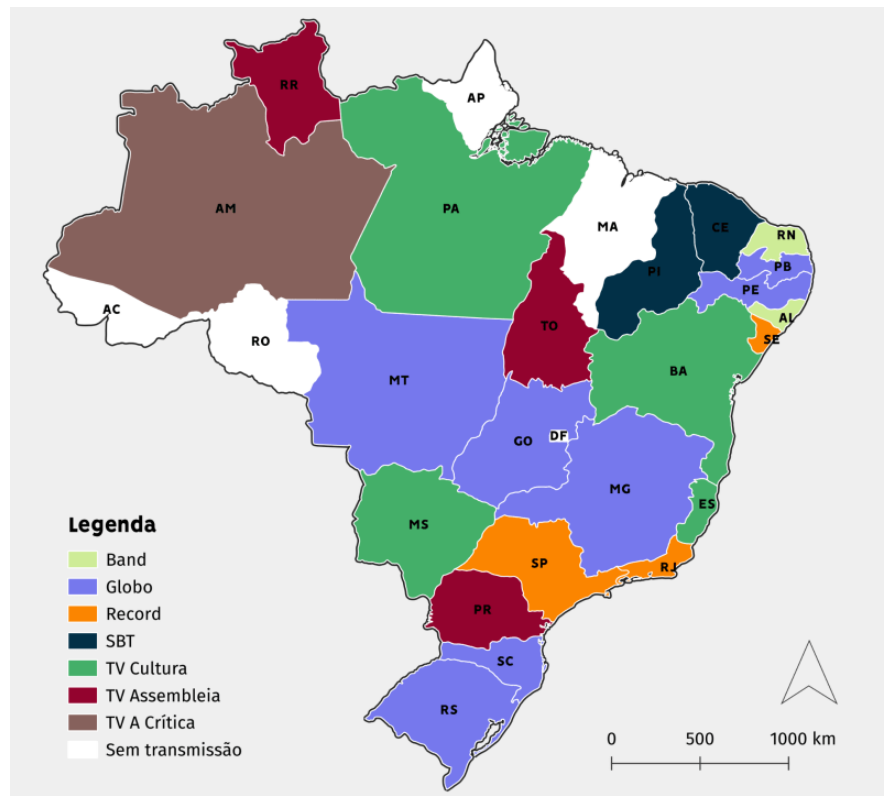 RR
AP
AM
PA
MA
CE
RN
PI
PB
PE
AC
AL
TO
RO
SE
BA
MT
GO
DF
MG
ES
MS
SP
RJ
PR
SC
RS
Legenda
Band
Globo
Record
SBT
TV Cultura
TV Assembleia
TV A Crítica
Sem transmissão
0 500 1000 km